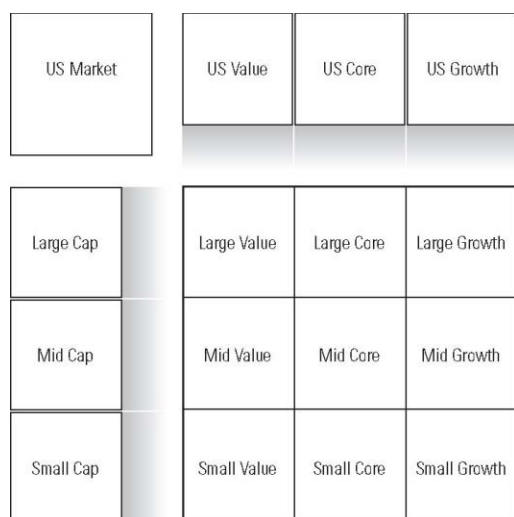 US Market
US Value
US Core
US Growth
Large Cap
Large Value
Large Core
Large Growth
Mid Cap
Mid Value
Mid Core
Mid Growth
Small Cap
Small Value
Small Core
Small Growth